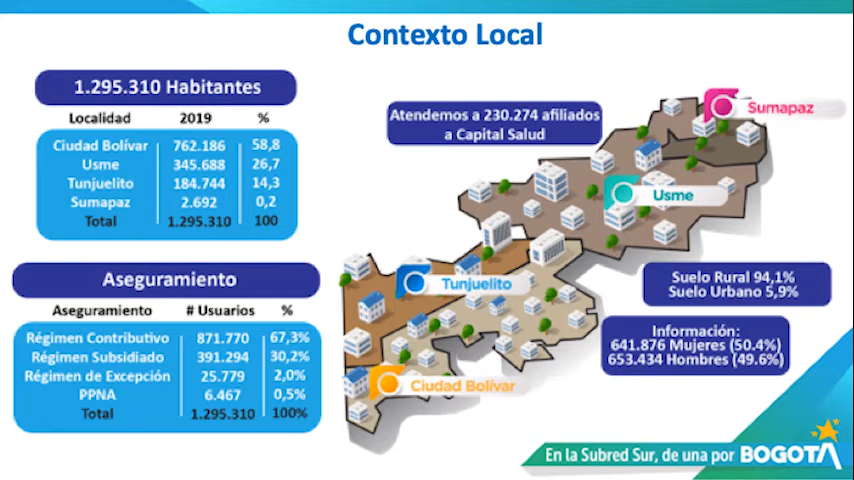 Contexto Local
1.295.310 Habitantes
Localidad 2019 %
Ciudad Bolívar 762.186 58,8
Usme 345.688 26,7
Tunjuelito 184.744 14,3
Sumapaz 2.692 0,2
Total 1.295.310 100
Aseguramiento
Aseguramiento # Usuarios %
Régimen Contributivo 871.770 67,3%
Régimen Subsidiado 391.294 30,2%
Régimen de Excepción 25.779 2,0%
PPNA 6.467 0,5%
Total 1.295.310 100%
Atendemos a 230.274 afiliados
a Capital Salud
Sumapaz
Usme
Tunjuelito
Ciudad Bolívar
Suelo Rural 94,1%
Suelo Urbano 5,9%
Información:
641.876 Mujeres (50.4%)
653.434 Hombres (49.6%)
En la Subred Sur, de una por BOGOTÁ